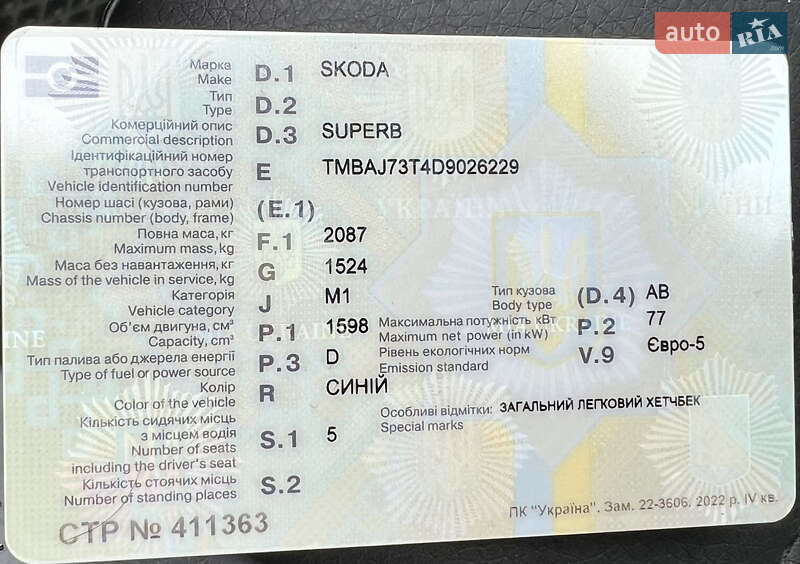 auto RIA
.com
Марка D.1 SKODA
Make
Тип D.2
Type
Комерційний опис D.3 SUPERB
Commercial description
Ідентифікаційний номер
транспортного засобу E TMBAJ73T4D9026229
Vehicle identification number
Номер шасі (кузова, рами) (E.1)
Chassis number (body, frame)
Повна маса, кг F.1 2087
Maximum mass, kg
Маса без навантаження, кг G 1524
Mass of the vehicle in service, kg
Категорія J M1 Тип кузова (D.4) AB
Vehicle category Body type
Об'єм двигуна, см³ P.1 1598 Максимальна потужність кВт P.2 77
Capacity, cm³ Maximum net power (in kW)
Тип палива або джерела енергії P.3 D Рівень екологічних норм V.9 Євро-5
Type of fuel or power source Emission standard
Колір R СИНІЙ
Color of the vehicle
Кількість сидячих місць Особливі відмітки: ЗАГАЛЬНИЙ ЛЕГКОВИЙ ХЕТЧБЕК
з місцем водія S.1 5 Special marks
Number of seats
including the driver's seat
Кількість стоячих місць S.2
Number of standing places
СТР № 411363
ПК "Україна". Зам. 22-3606. 2022 р. IV кв.